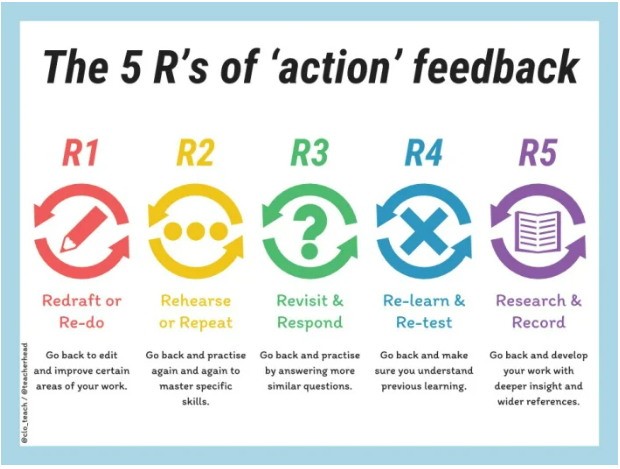 The 5 R's of 'action' feedback
R1
R2
R3
R4
R5
?
Redraft or
Re-do
Rehearse
or Repeat
Revisit &
Respond
Re-learn &
Re-test
Research &
Record
Go back to edit
and improve certain
areas of your work.
Go back and practise
again and again to
master specific
skills.
Go back and practise
by answering more
similar questions.
Go back and make
sure you understand
previous learning.
Go back and develop
your work with
deeper insight and
wider references.
@clo_teach / @teacherhead